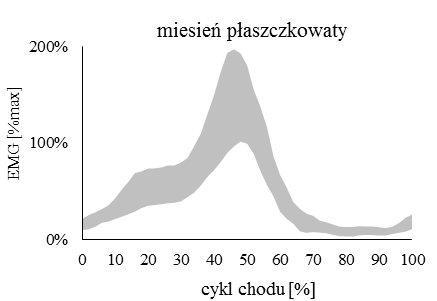 miesień płaszczkowaty
200%
100%
0%
EMG [%max]
0 10 20 30 40 50 60 70 80 90 100
cykl chodu [%]